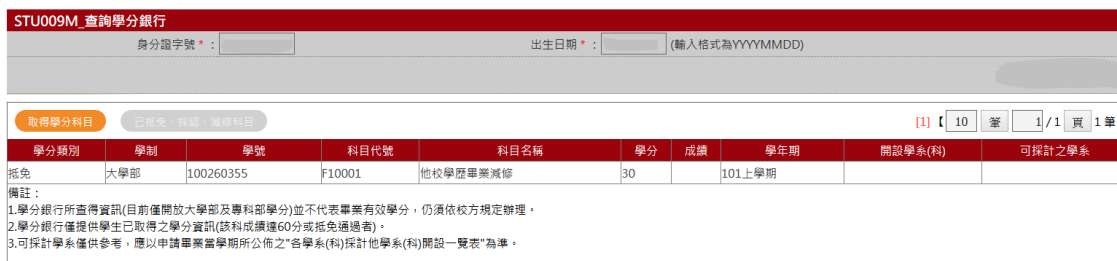 STU009M_查詢學分銀行
身分證字號 * : 出生日期 * : (輸入格式為YYYYMMDD)
取得學分科目 已抵免、採認、減修科目 [1] 【 10 筆 1 / 1 頁 1 筆
學分類別 學制 學號 科目代號 科目名稱 學分 成績 學年期 開設學系(科) 可採計之學系
抵免 大學部 100260355 F10001 他校學歷畢業減修 30 101上學期
備註：
1.學分銀行所查得資訊(目前僅開放大學部及專科部學分)並不代表畢業有效學分，仍須依校方規定辦理。
2.學分銀行僅提供學生已取得之學分資訊(該科成績達60分或抵免通過者)。
3.可採計學系僅供參考，應以申請畢業當學期所公佈之"各學系(科)採計他學系(科)開設一覽表"為準。